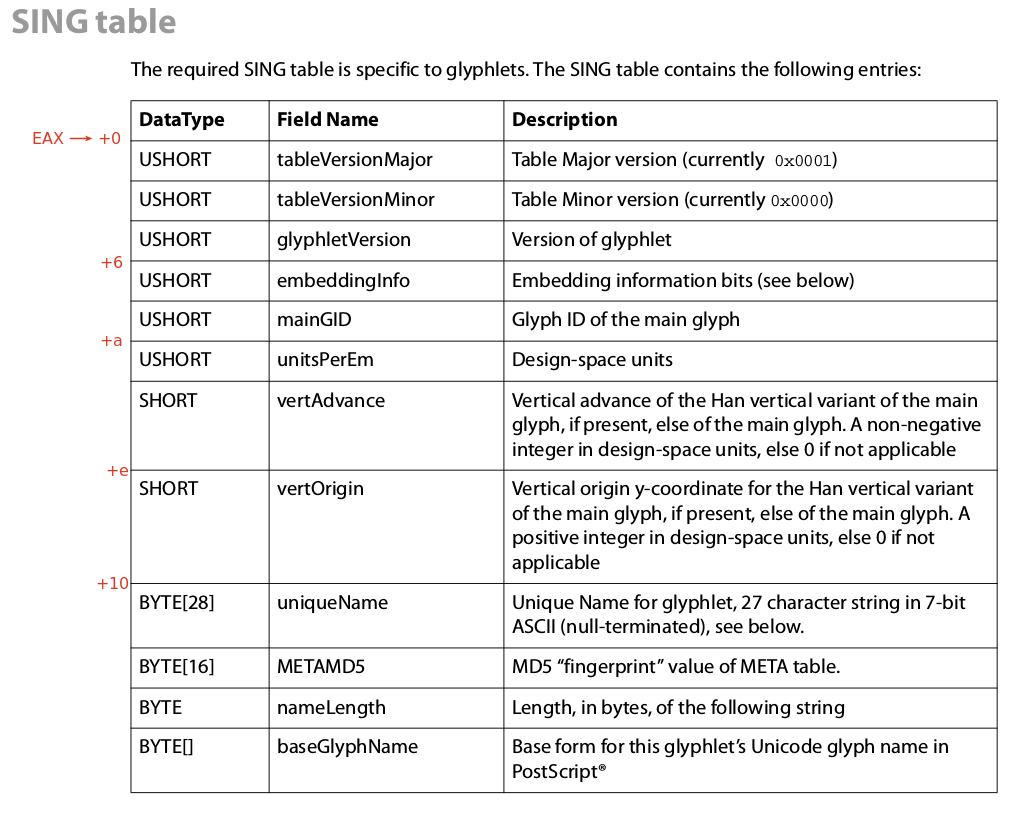 SING table
The required SING table is specific to glyphlets. The SING table contains the following entries:
DataType Field Name Description
EAX → +0
USHORT tableVersionMajor Table Major version (currently 0x0001)
USHORT tableVersionMinor Table Minor version (currently 0x0000)
USHORT glyphletVersion Version of glyphlet
+6
USHORT embeddingInfo Embedding information bits (see below)
USHORT mainGID Glyph ID of the main glyph
+a
USHORT unitsPerEm Design-space units
SHORT vertAdvance Vertical advance of the Han vertical variant of the main
glyph, if present, else of the main glyph. A non-negative
integer in design-space units, else 0 if not applicable
+e
SHORT vertOrigin Vertical origin y-coordinate for the Han vertical variant
of the main glyph, if present, else of the main glyph. A
positive integer in design-space units, else 0 if not
applicable
+10
BYTE[28] uniqueName Unique Name for glyphlet, 27 character string in 7-bit
ASCII (null-terminated), see below.
BYTE[16] METAMD5 MD5 “fingerprint” value of META table.
BYTE nameLength Length, in bytes, of the following string
BYTE[] baseGlyphName Base form for this glyphlet’s Unicode glyph name in
PostScript®